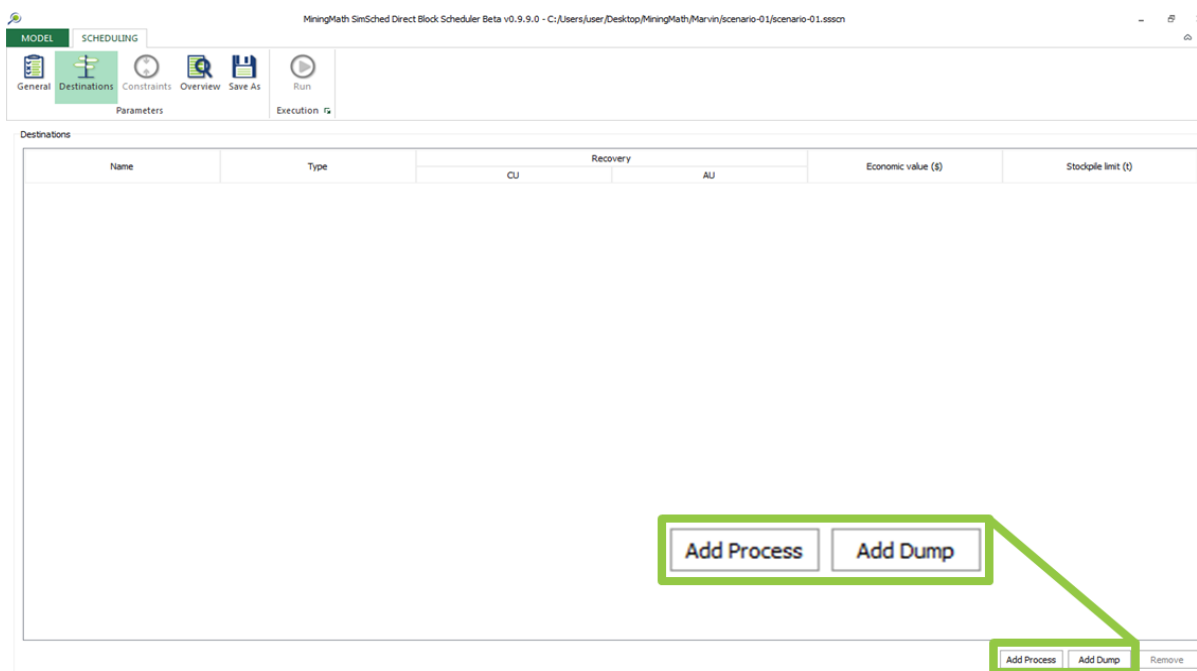 MiningMath SimSched Direct Block Scheduler Beta v0.9.9.0 - C:/Users/user/Desktop/MiningMath/Marvin/scenario-01/scenario-01.ssscn
MODEL SCHEDULING
General Destinations Constraints Overview Save As Run
Parameters Execution
Destinations
Name Type Recovery Economic value ($) Stockpile limit (t)
CU AU
Add Process Add Dump
Add Process Add Dump Remove